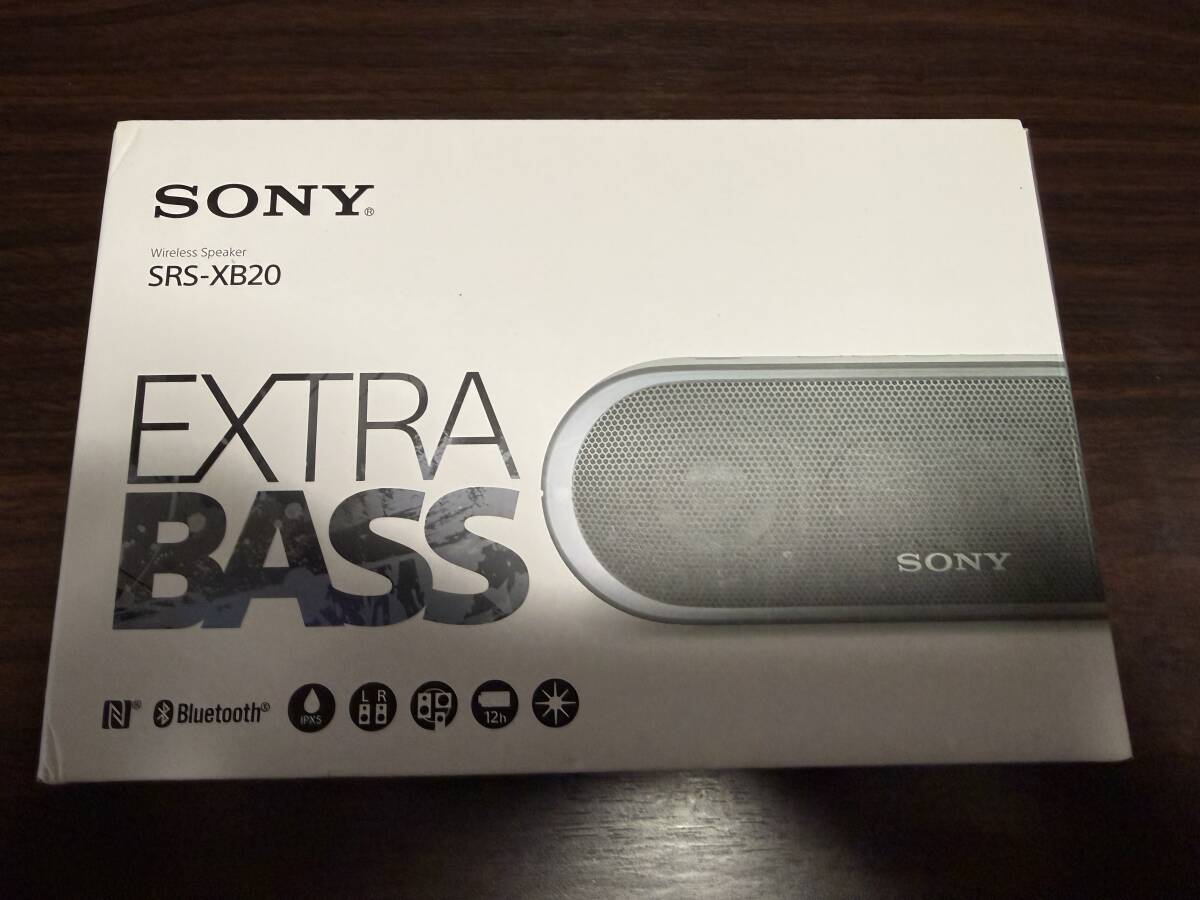 SONY®
Wireless Speaker
SRS-XB20
EXTRA
BASS
SONY
N® Bluetooth® IPX5 L R 12h